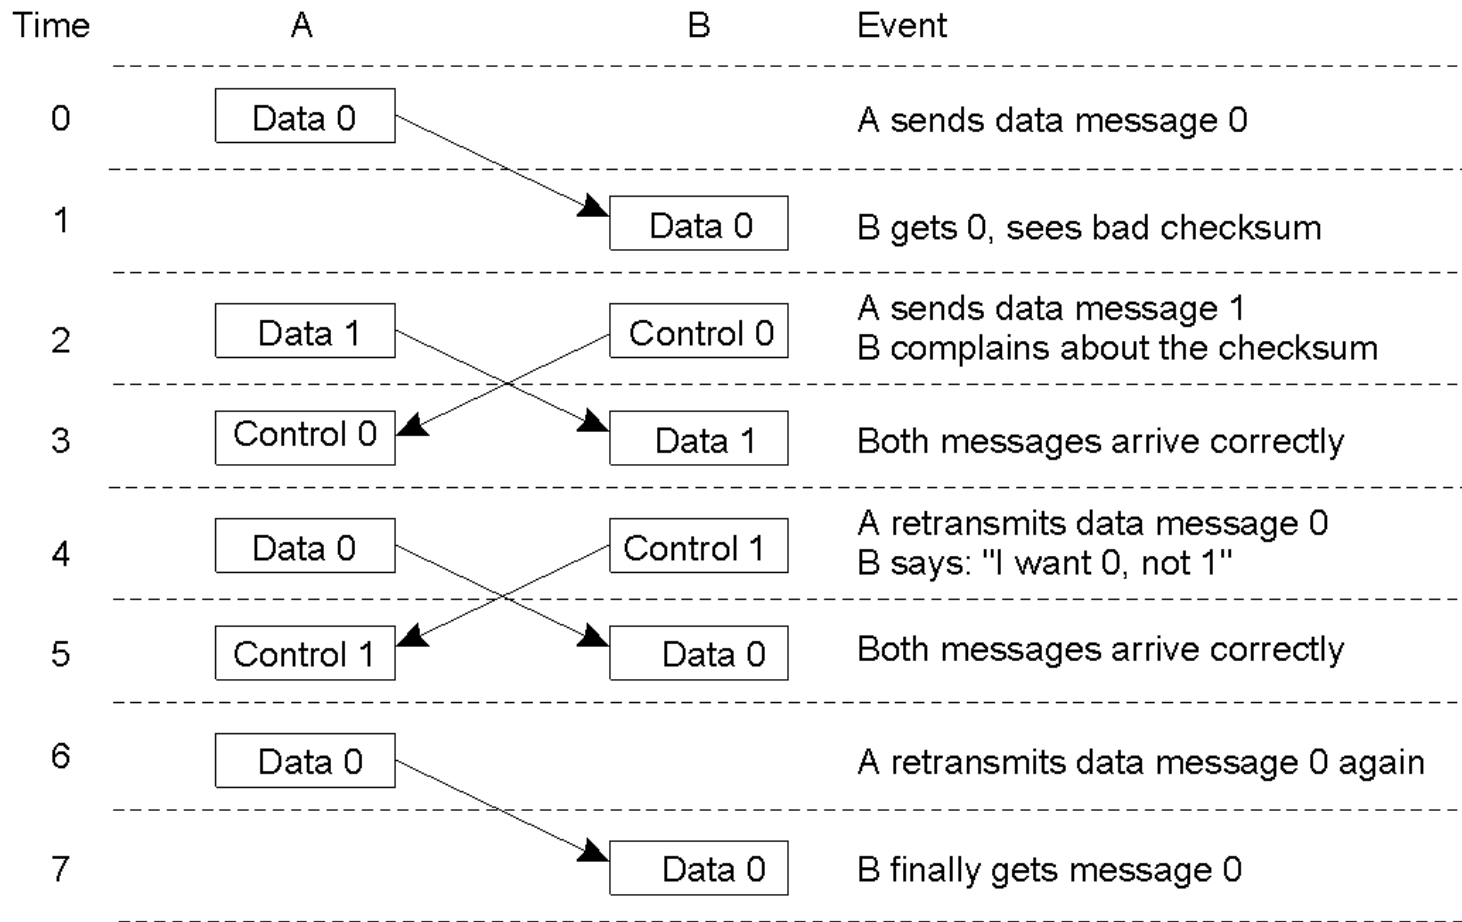 Time A B Event
0 Data 0 A sends data message 0
1 Data 0 B gets 0, sees bad checksum
A sends data message 1
2 Data 1 Control 0
B complains about the checksum
3 Control 0 Data 1 Both messages arrive correctly
A retransmits data message 0
4 Data 0 Control 1
B says: "I want 0, not 1"
5 Control 1 Data 0 Both messages arrive correctly
6 Data 0 A retransmits data message 0 again
7 Data 0 B finally gets message 0